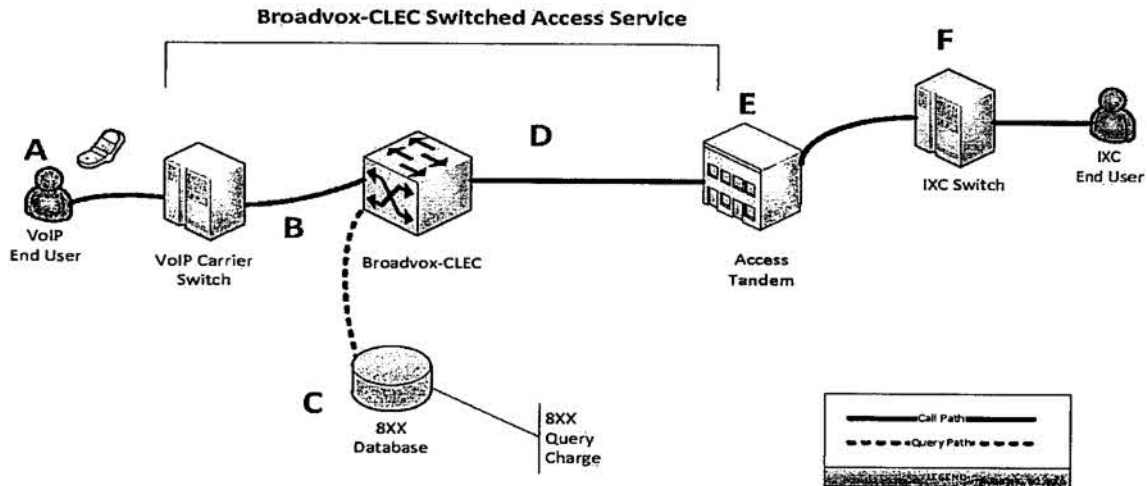 Broadvox-CLEC Switched Access Service
F
E
A
D
IXC
End User
IXC Switch
B
VoIP
End User
VoIP Carrier
Switch
Broadvox-CLEC
Access
Tandem
C
8XX
Database
8XX
Query
Charge
Call Path
Query Path
LEGEND